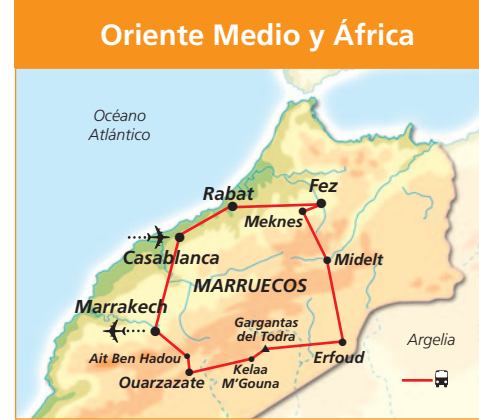 Oriente Medio y África
Océano
Atlántico
Rabat
Fez
Meknes
Casablanca
Midelt
MARRUECOS
Marrakech
Gargantas
del Todra
Argelia
Ait Ben Hadou
Erfoud
Kelaa
M'Gouna
Ouarzazate